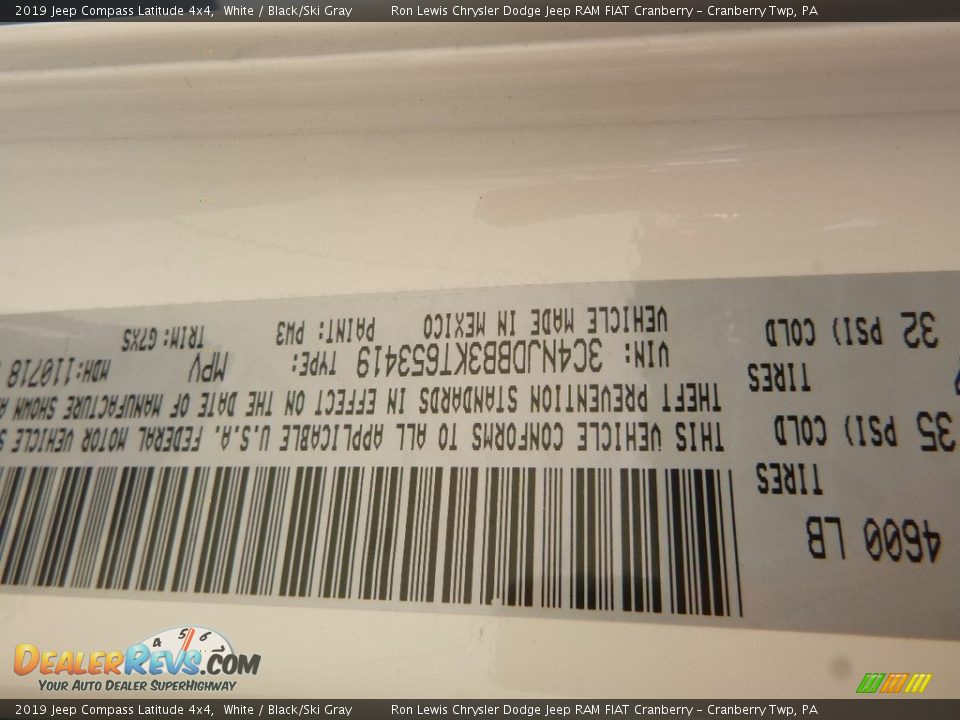 2019 Jeep Compass Latitude 4x4, White / Black/Ski Gray Ron Lewis Chrysler Dodge Jeep RAM FIAT Cranberry - Cranberry Twp, PA
4600 LB
TIRES
35 PSI) COLD
TIRES
32 PSI) COLD
THIS VEHICLE CONFORMS TO ALL APPLICABLE U.S.A. FEDERAL MOTOR VEHICLE S
THEFT PREVENTION STANDARDS IN EFFECT ON THE DATE OF MANUFACTURE SHOWN A
VIN: 3C4NJDBB3KT653419 TYPE: MPV MDH:110718
VEHICLE MADE IN MEXICO PAINT: PW3 TRIM: G7XS
4 5 6
DEALERREVS.COM
YOUR AUTO DEALER SUPERHIGHWAY
2019 Jeep Compass Latitude 4x4, White / Black/Ski Gray Ron Lewis Chrysler Dodge Jeep RAM FIAT Cranberry - Cranberry Twp, PA